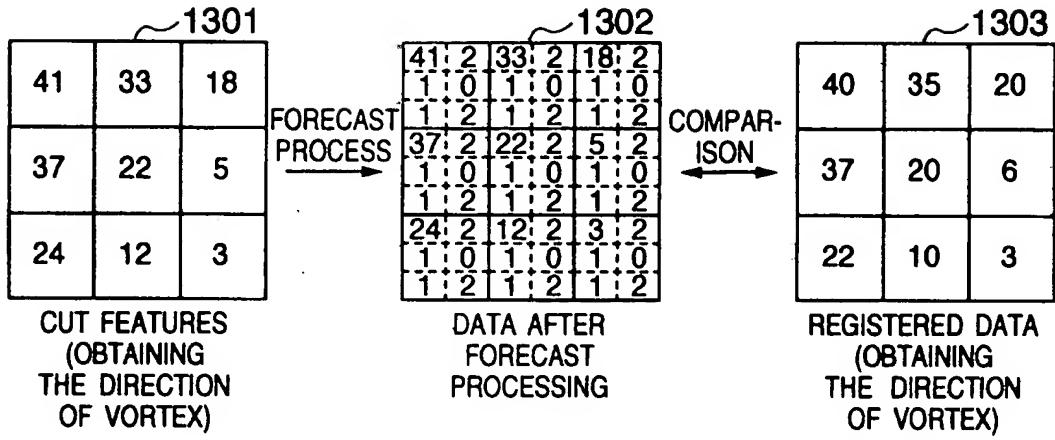 1301
41 33 18
37 22 5
24 12 3
CUT FEATURES
(OBTAINING
THE DIRECTION
OF VORTEX)
FORECAST
PROCESS
1302
41 2 33 2 18 2
1 0 1 0 1 0
1 2 1 2 1 2
37 2 22 2 5 2
1 0 1 0 1 0
1 2 1 2 1 2
24 2 12 2 3 2
1 0 1 0 1 0
1 2 1 2 1 2
DATA AFTER
FORECAST
PROCESSING
COMPAR-
ISON
1303
40 35 20
37 20 6
22 10 3
REGISTERED DATA
(OBTAINING
THE DIRECTION
OF VORTEX)